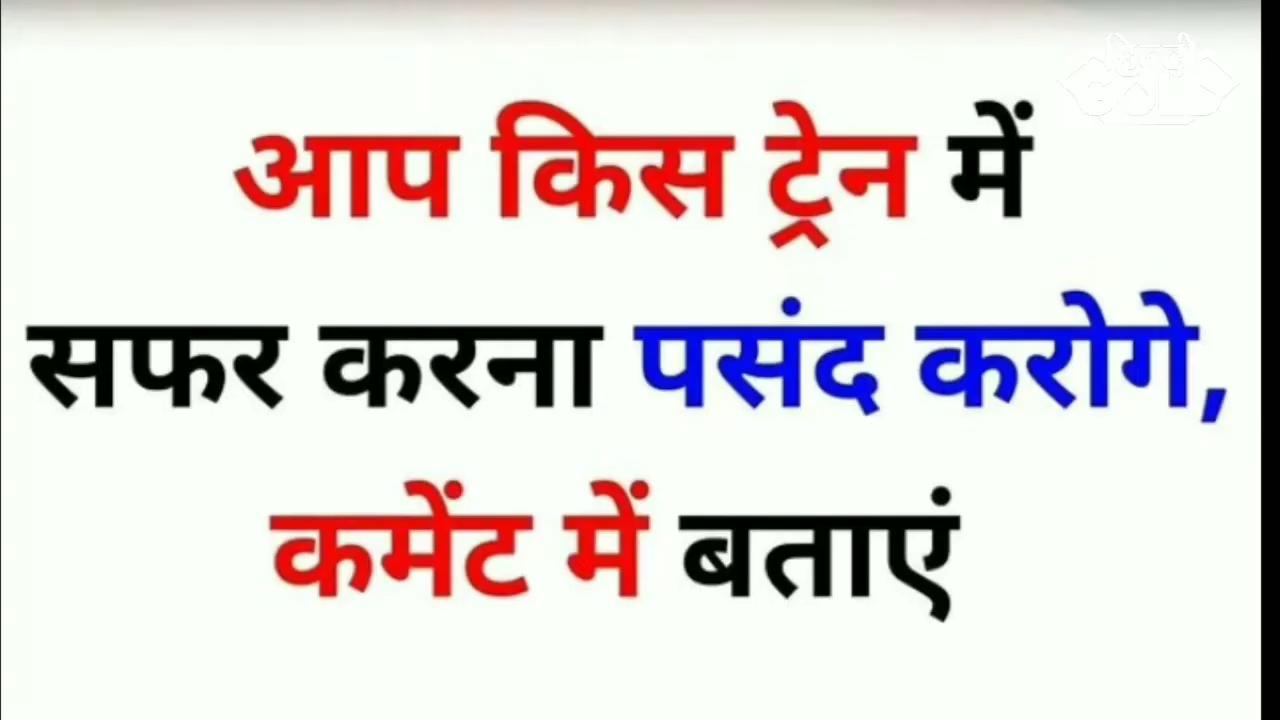 आप किस ट्रेन में
सफर करना पसंद करोगे,
कमेंट में बताएं